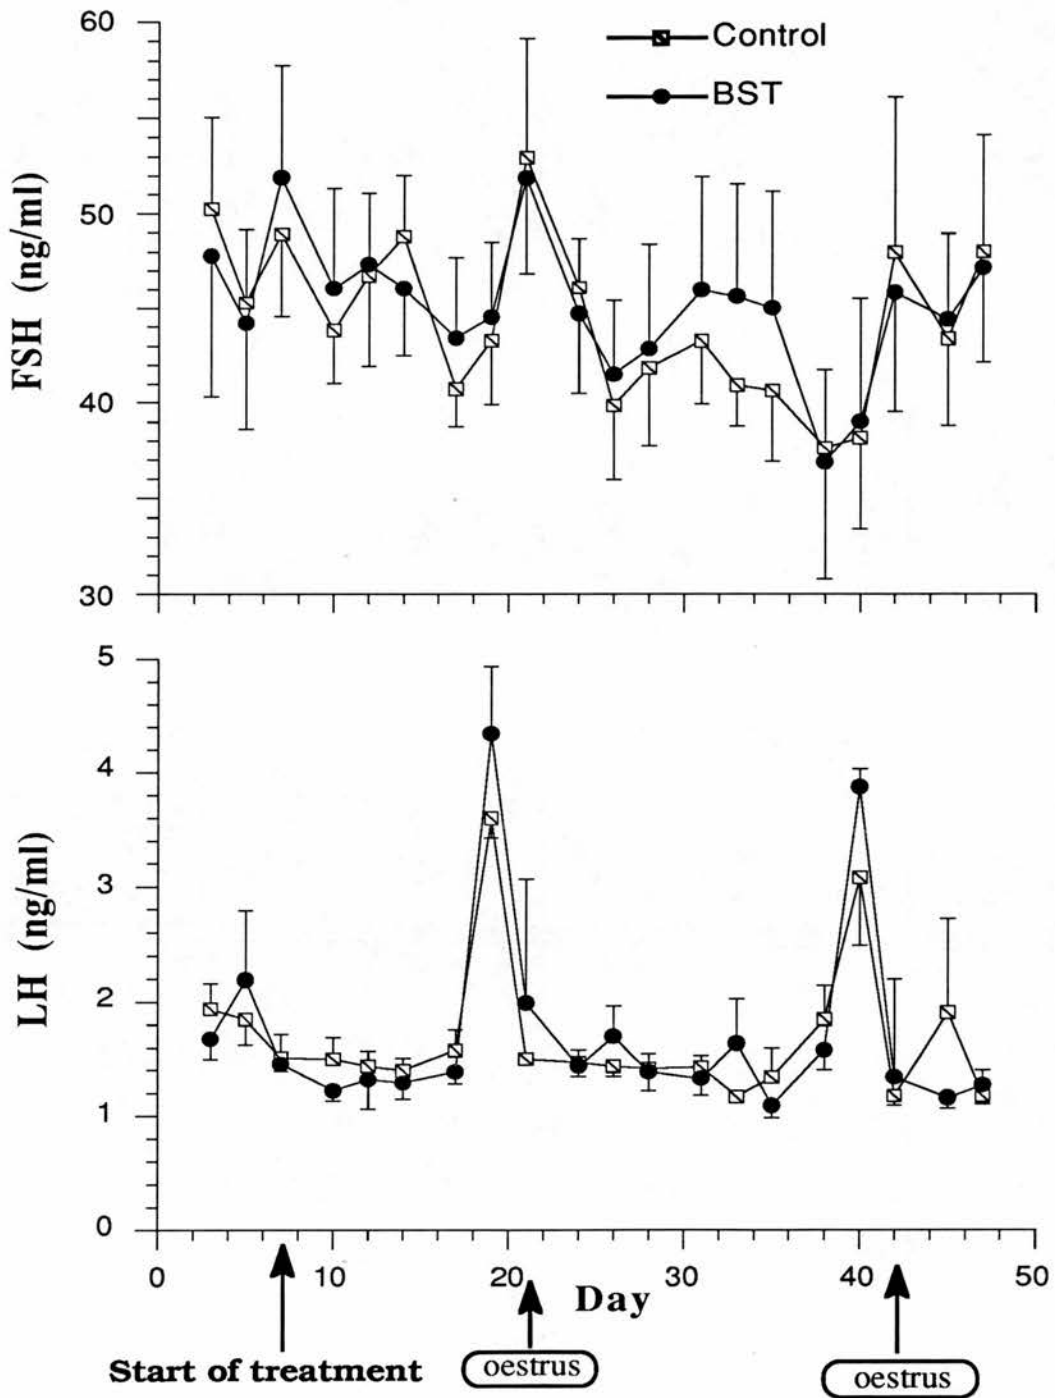 60
50
40
30
FSH (ng/ml)
Control
BST
5
4
3
2
1
0
LH (ng/ml)
0 10 20 30 40 50
Day
Start of treatment
oestrus
oestrus